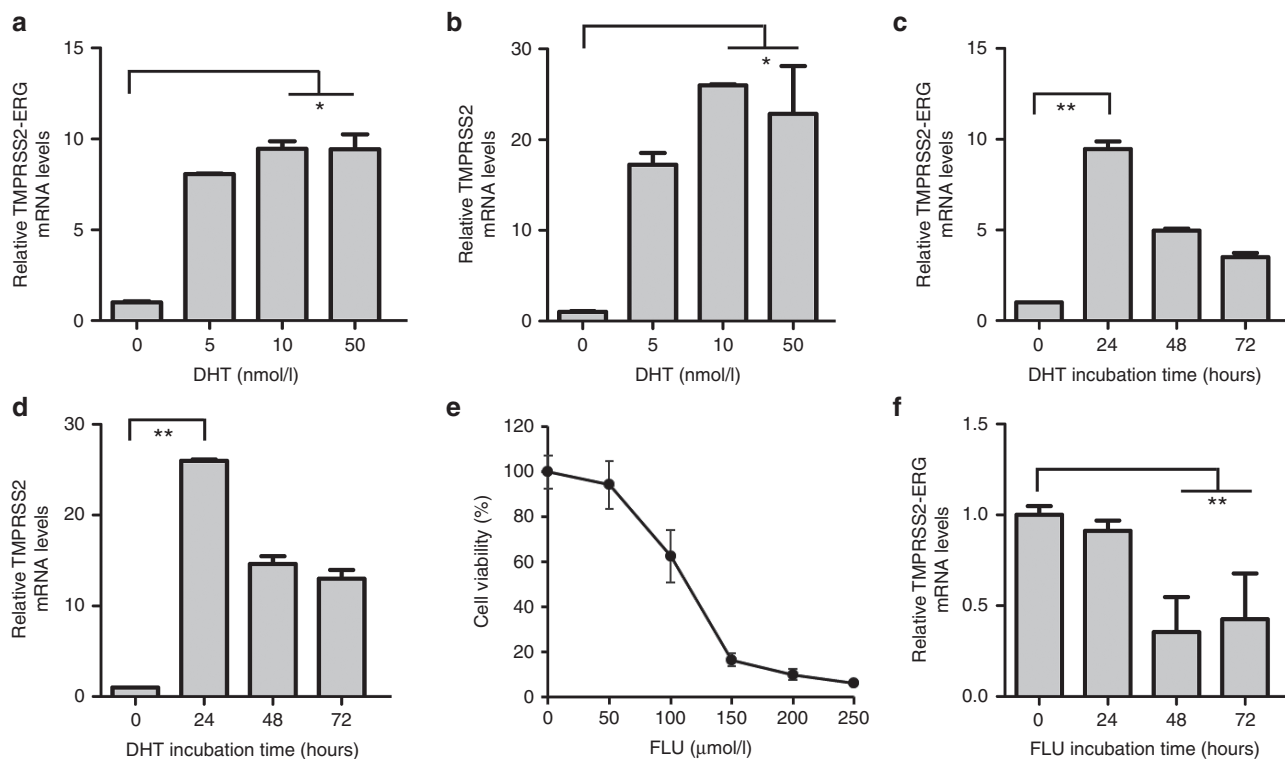 a
Relative TMPRSS2-ERG
mRNA levels
15
10
5
0
*
0 5 10 50
DHT (nmol/l)
b
Relative TMPRSS2
mRNA levels
30
20
10
0
*
0 5 10 50
DHT (nmol/l)
c
Relative TMPRSS2-ERG
mRNA levels
15
10
5
0
**
0 24 48 72
DHT incubation time (hours)
d
Relative TMPRSS2
mRNA levels
30
20
10
0
**
0 24 48 72
DHT incubation time (hours)
e
Cell viability (%)
120
100
80
60
40
20
0
0 50 100 150 200 250
FLU (μmol/l)
f
Relative TMPRSS2-ERG
mRNA levels
1.5
1.0
0.5
0.0
**
0 24 48 72
FLU incubation time (hours)